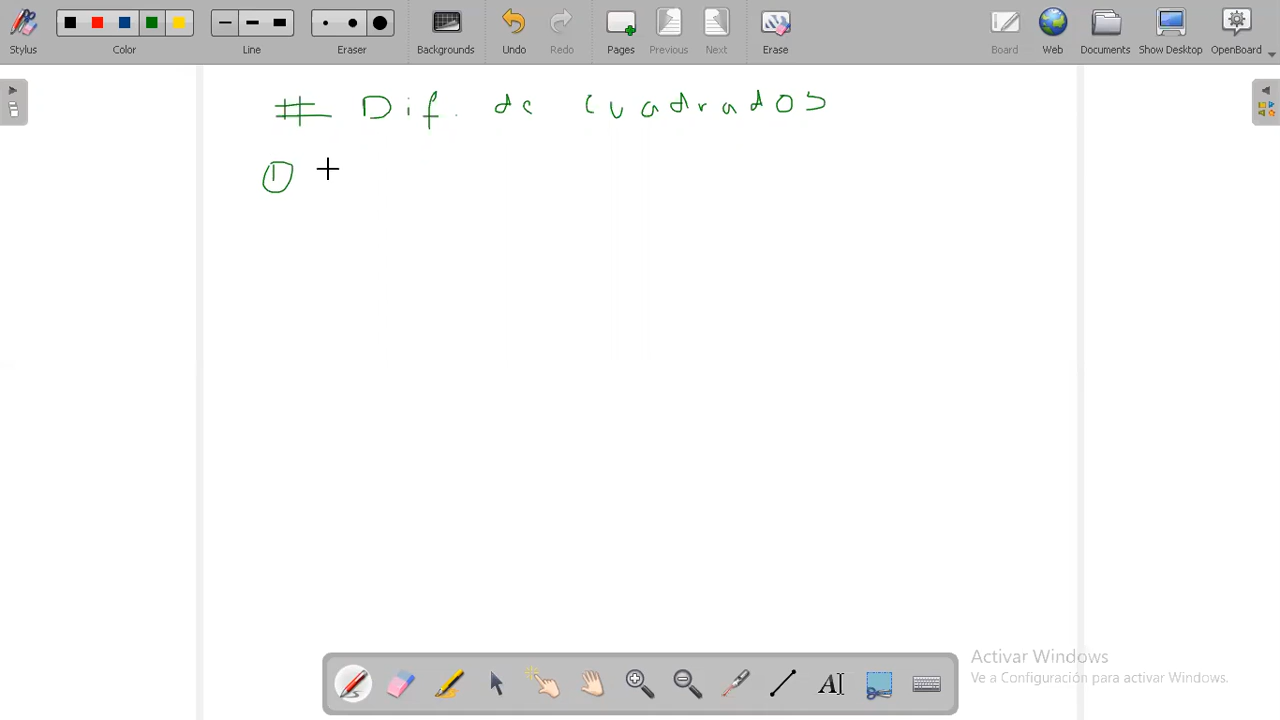 Stylus Color Line Eraser Backgrounds Undo Redo Pages Previous Next Erase Board Web Documents Show Desktop OpenBoard
# Dif. de cuadrados
①
AI
Activar Windows
Ve a Configuración para activar Windows.